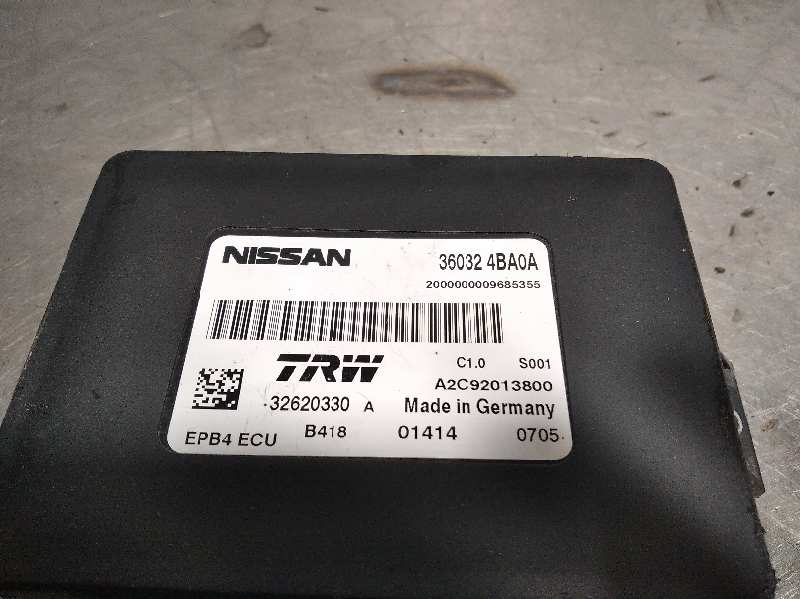 NISSAN 36032 4BA0A
2000000009685355
TRW C1.0 S001
A2C92013800
32620330 A Made in Germany
EPB4 ECU B418 01414 0705